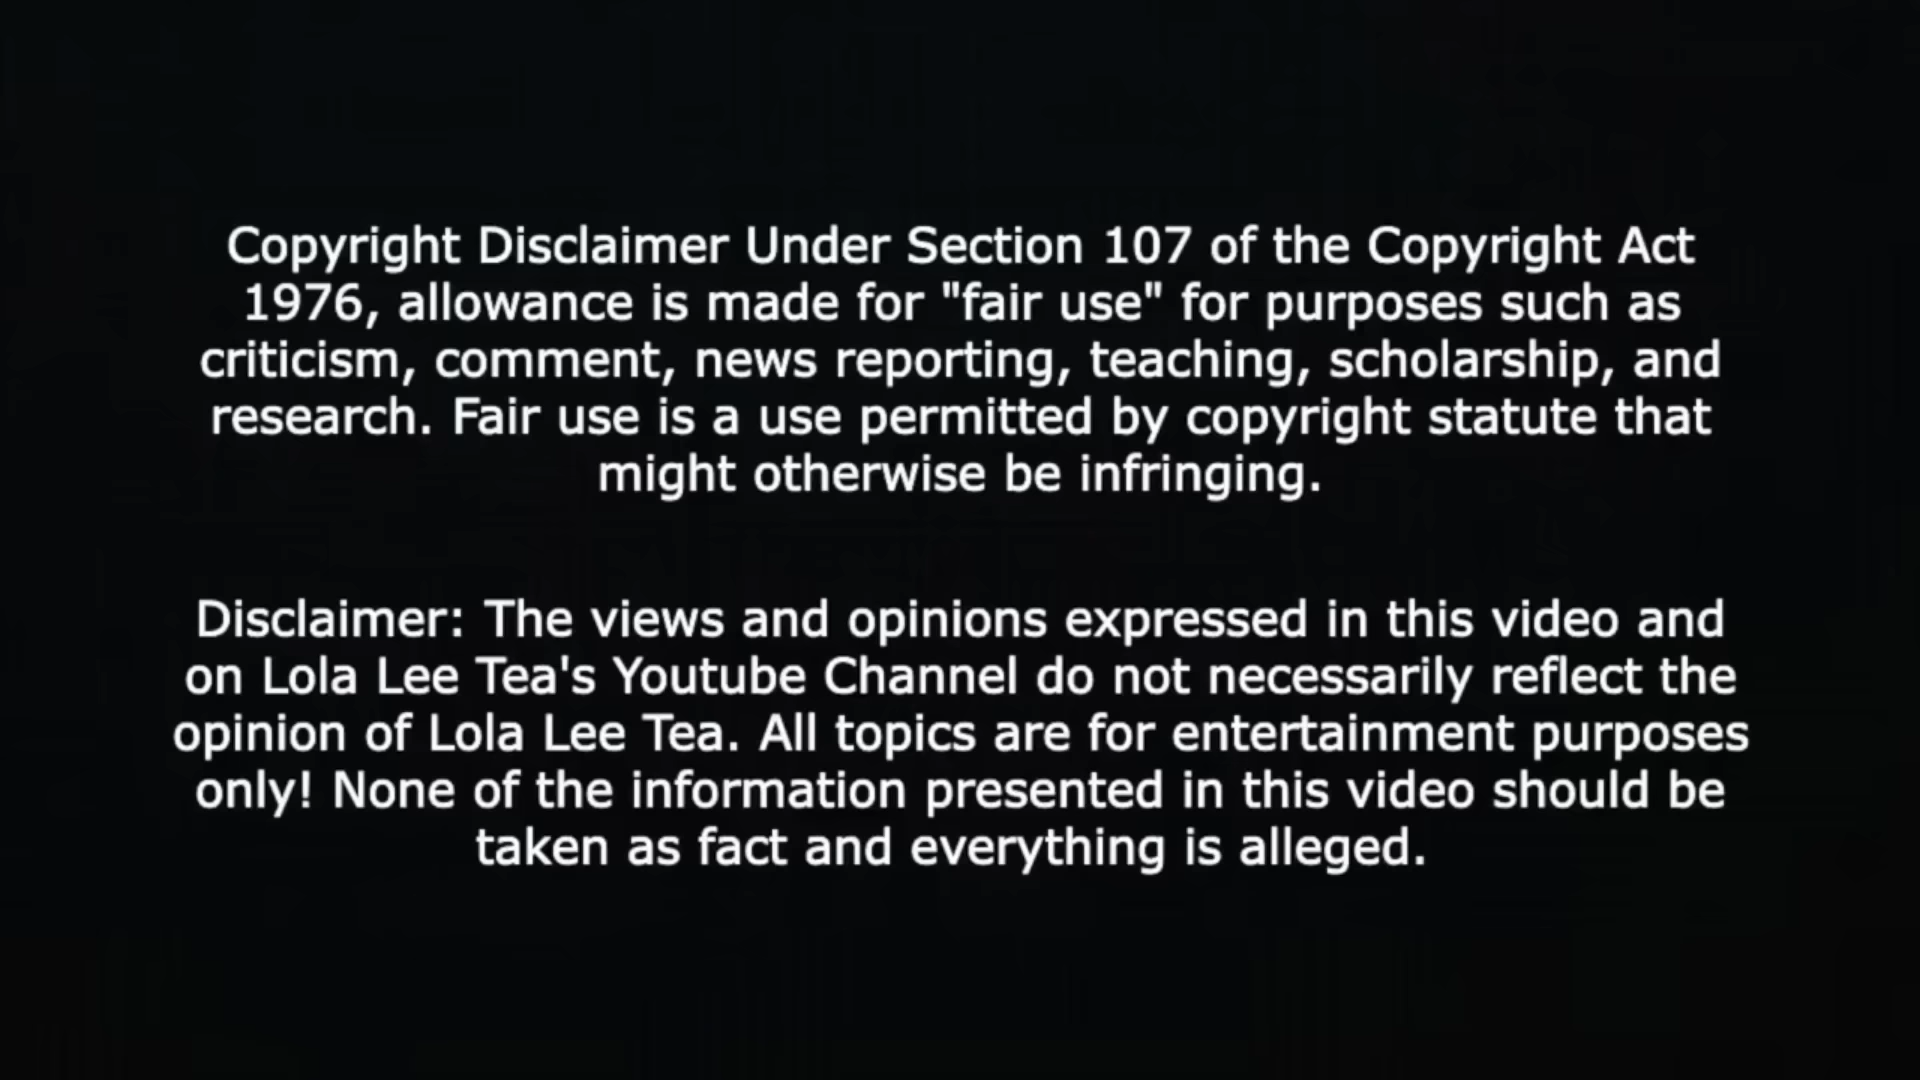 Copyright Disclaimer Under Section 107 of the Copyright Act
1976, allowance is made for "fair use" for purposes such as
criticism, comment, news reporting, teaching, scholarship, and
research. Fair use is a use permitted by copyright statute that
might otherwise be infringing.
Disclaimer: The views and opinions expressed in this video and
on Lola Lee Tea's Youtube Channel do not necessarily reflect the
opinion of Lola Lee Tea. All topics are for entertainment purposes
only! None of the information presented in this video should be
taken as fact and everything is alleged.